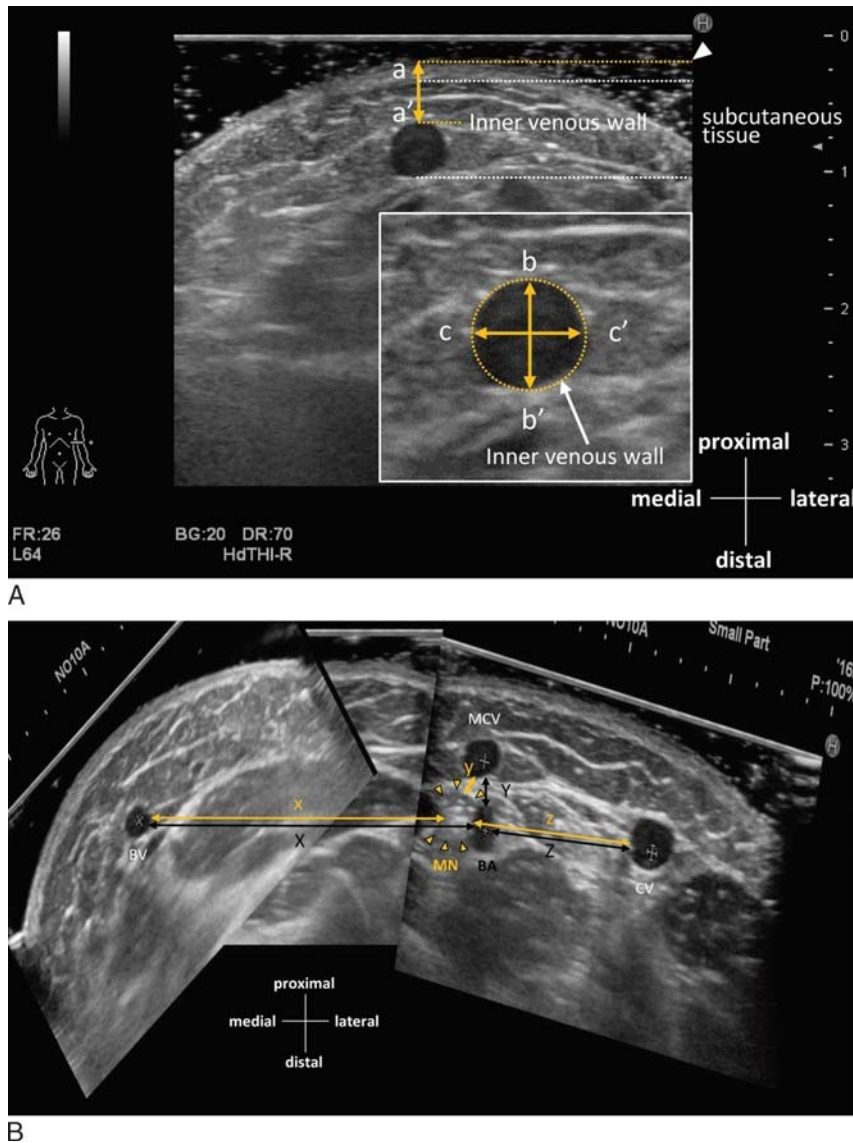 H
0
a
a'
Inner venous wall
subcutaneous
tissue
1
b
c c'
2
b'
Inner venous wall
3
proximal
medial lateral
distal
FR:26 BG:20 DR:70
L64 HdTHI-R
A
NO10A
NO10A
Small Part
'16
P:100%
H
MCV
y
Y
x
X
BV
z
Z
MN
BA
CV
proximal
medial lateral
distal
B